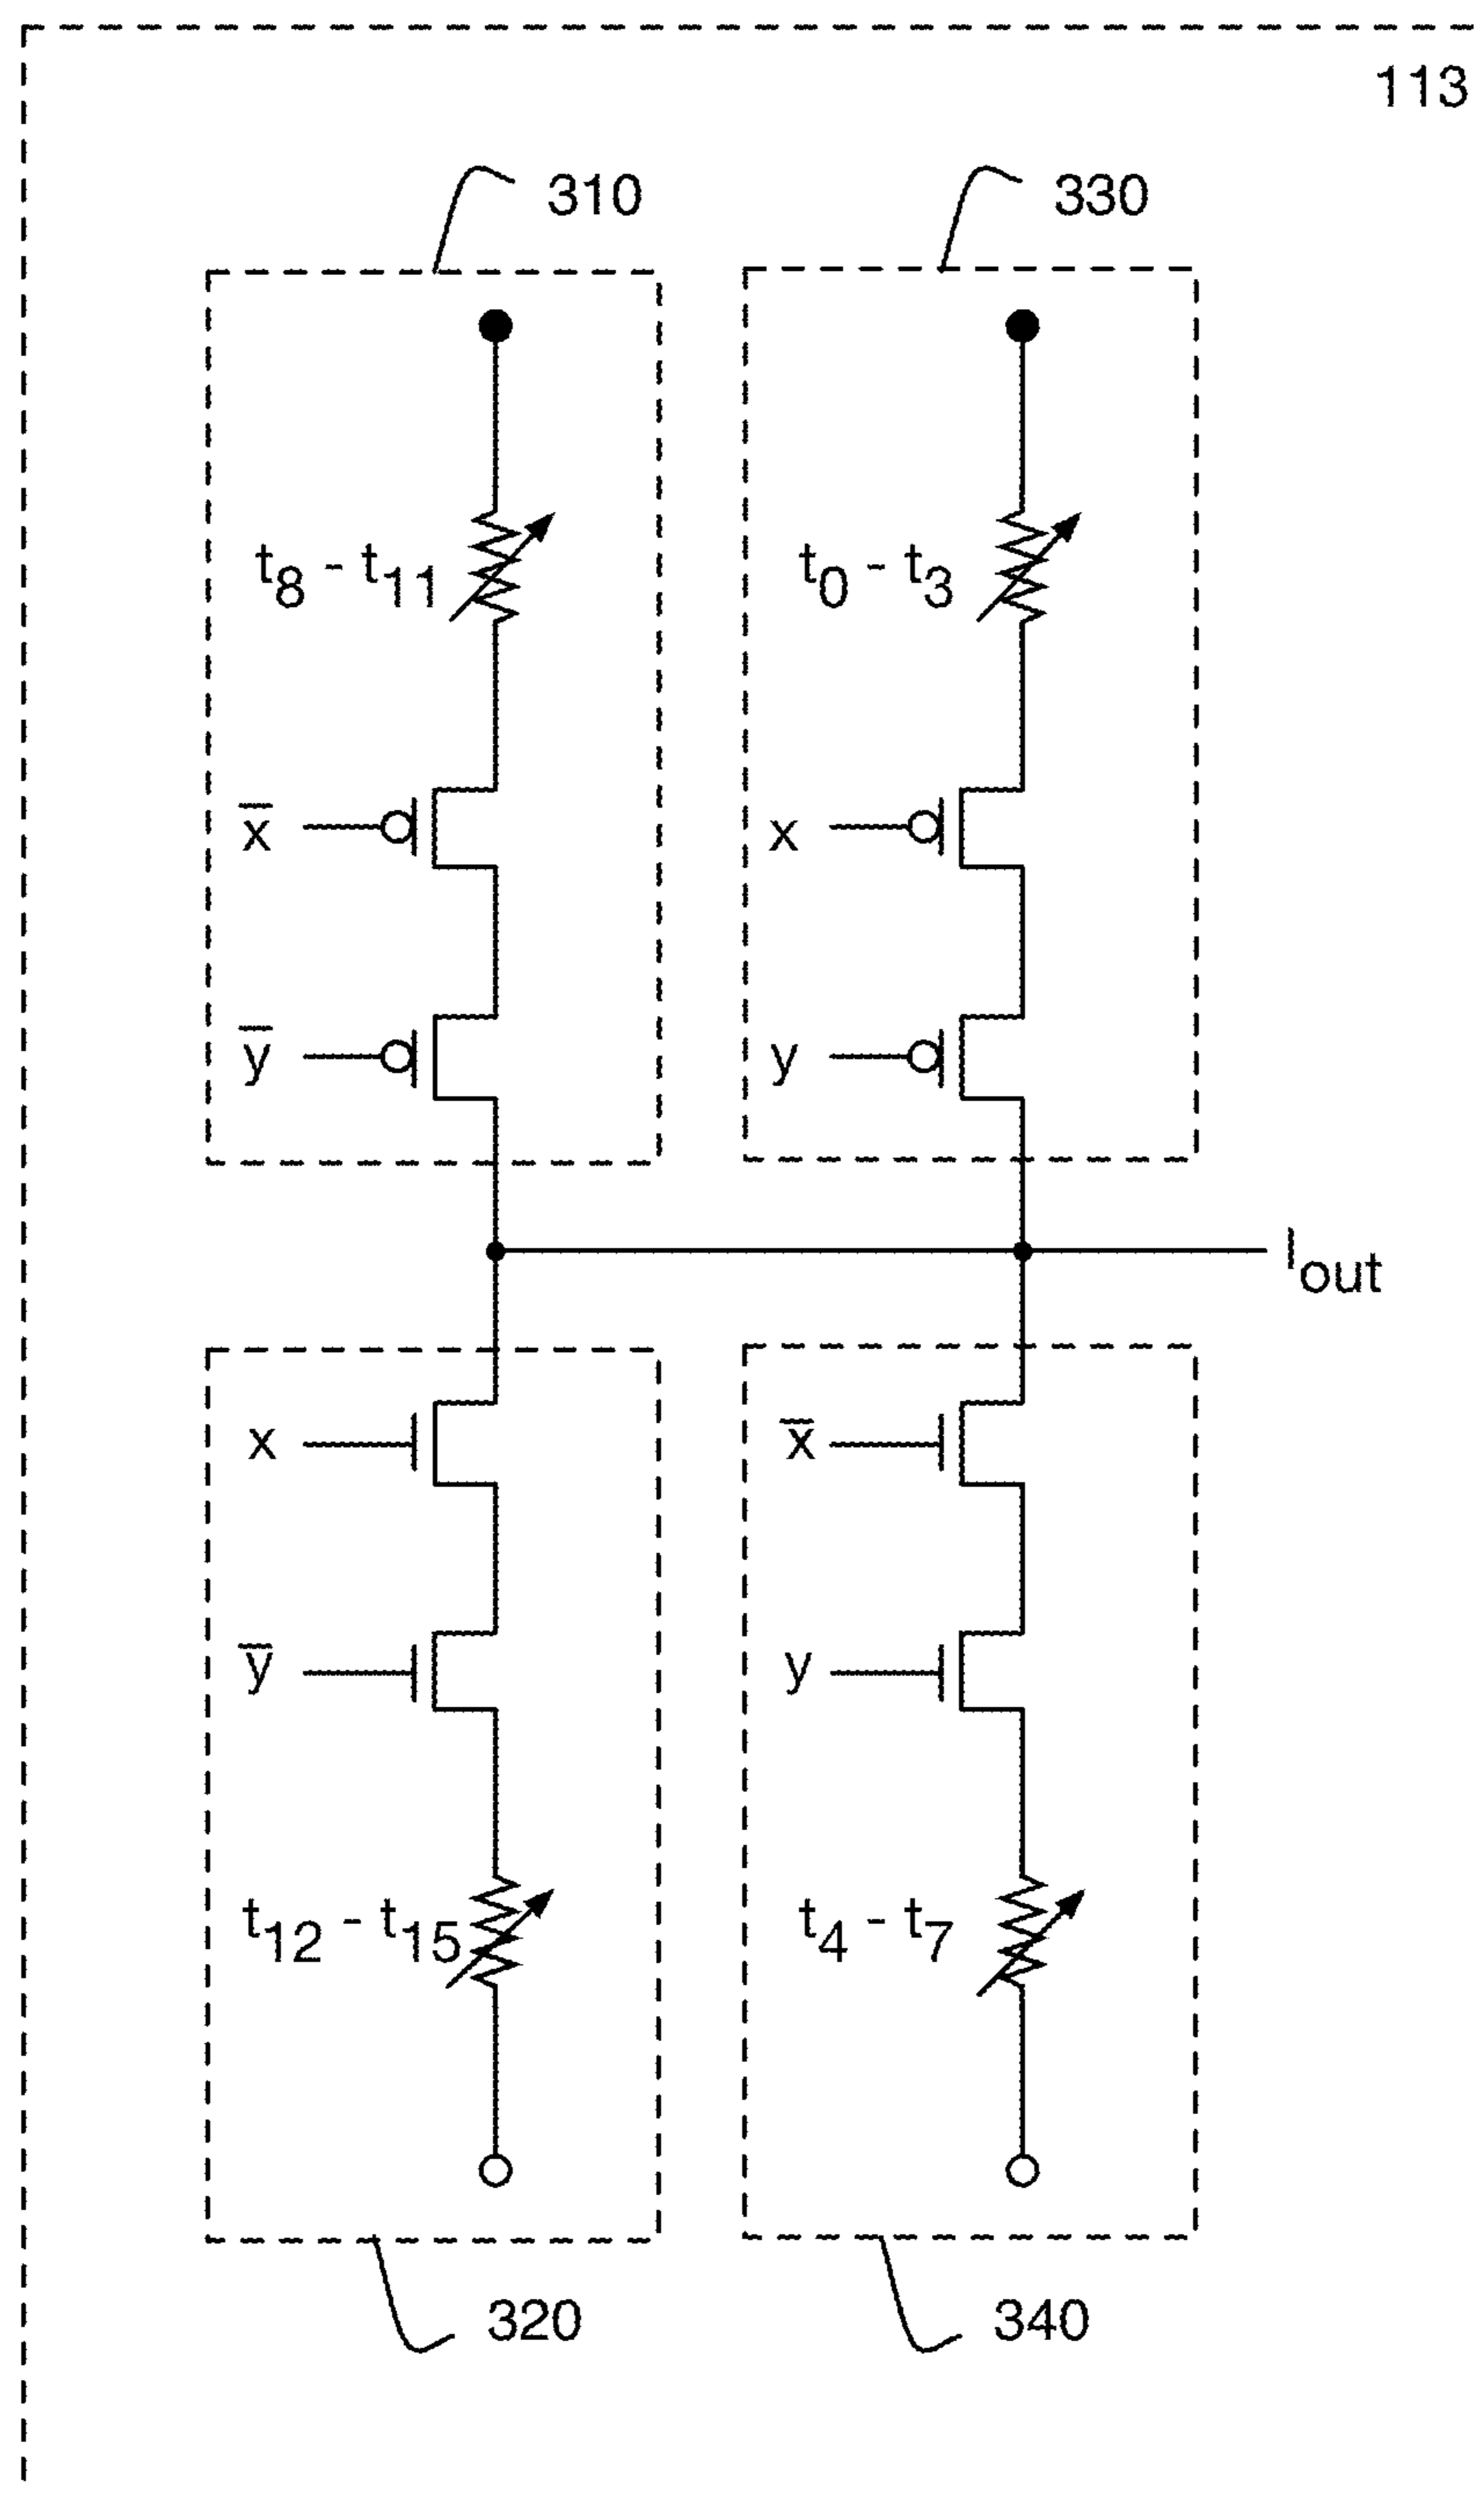 113
310 330
t₈ - t₁₁ t₀ - t₃
x̅ x
y̅ y
Iout
x x̅
y̅ y
t₁₂ - t₁₅ t₄ - t₇
320 340